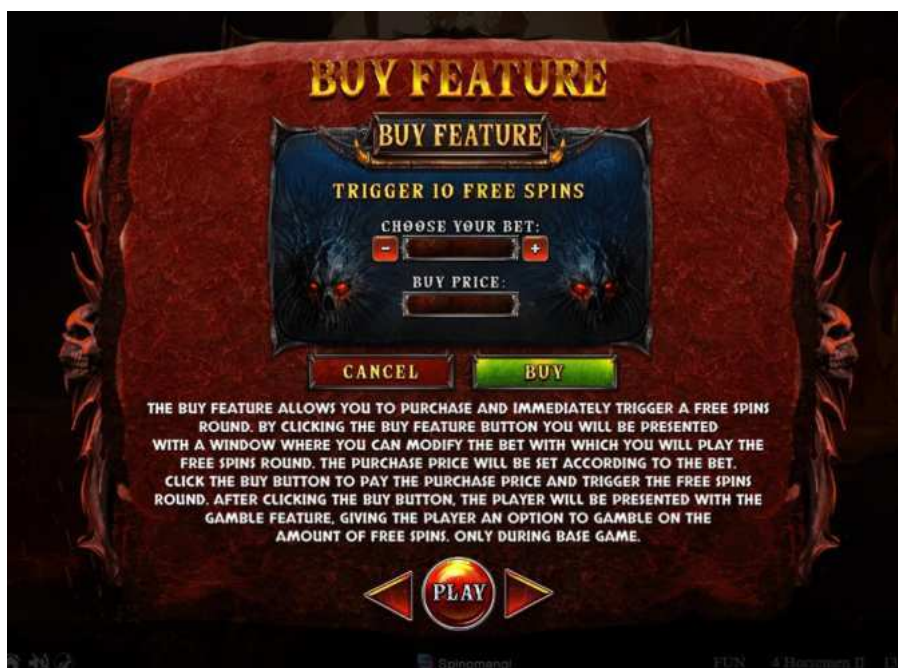 BUY FEATURE
BUY FEATURE
TRIGGER 10 FREE SPINS
CHOOSE YOUR BET:
- +
BUY PRICE:
CANCEL BUY
THE BUY FEATURE ALLOWS YOU TO PURCHASE AND IMMEDIATELY TRIGGER A FREE SPINS
ROUND. BY CLICKING THE BUY FEATURE BUTTON YOU WILL BE PRESENTED
WITH A WINDOW WHERE YOU CAN MODIFY THE BET WITH WHICH YOU WILL PLAY THE
FREE SPINS ROUND. THE PURCHASE PRICE WILL BE SET ACCORDING TO THE BET.
CLICK THE BUY BUTTON TO PAY THE PURCHASE PRICE AND TRIGGER THE FREE SPINS
ROUND. AFTER CLICKING THE BUY BUTTON, THE PLAYER WILL BE PRESENTED WITH THE
GAMBLE FEATURE, GIVING THE PLAYER AN OPTION TO GAMBLE ON THE
AMOUNT OF FREE SPINS. ONLY DURING BASE GAME.
PLAY
Spinomenal FUN 4 Horsemen II